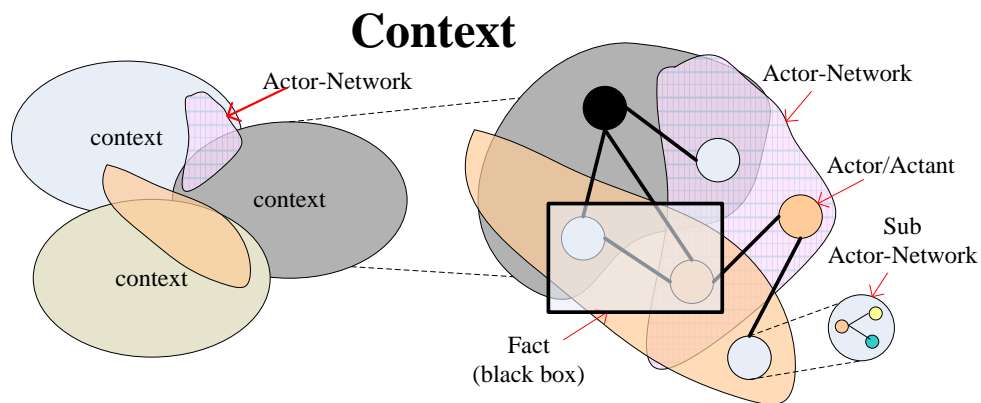 Context
Actor-Network
context
context
context
Actor-Network
Actor/Actant
Sub
Actor-Network
Fact
(black box)